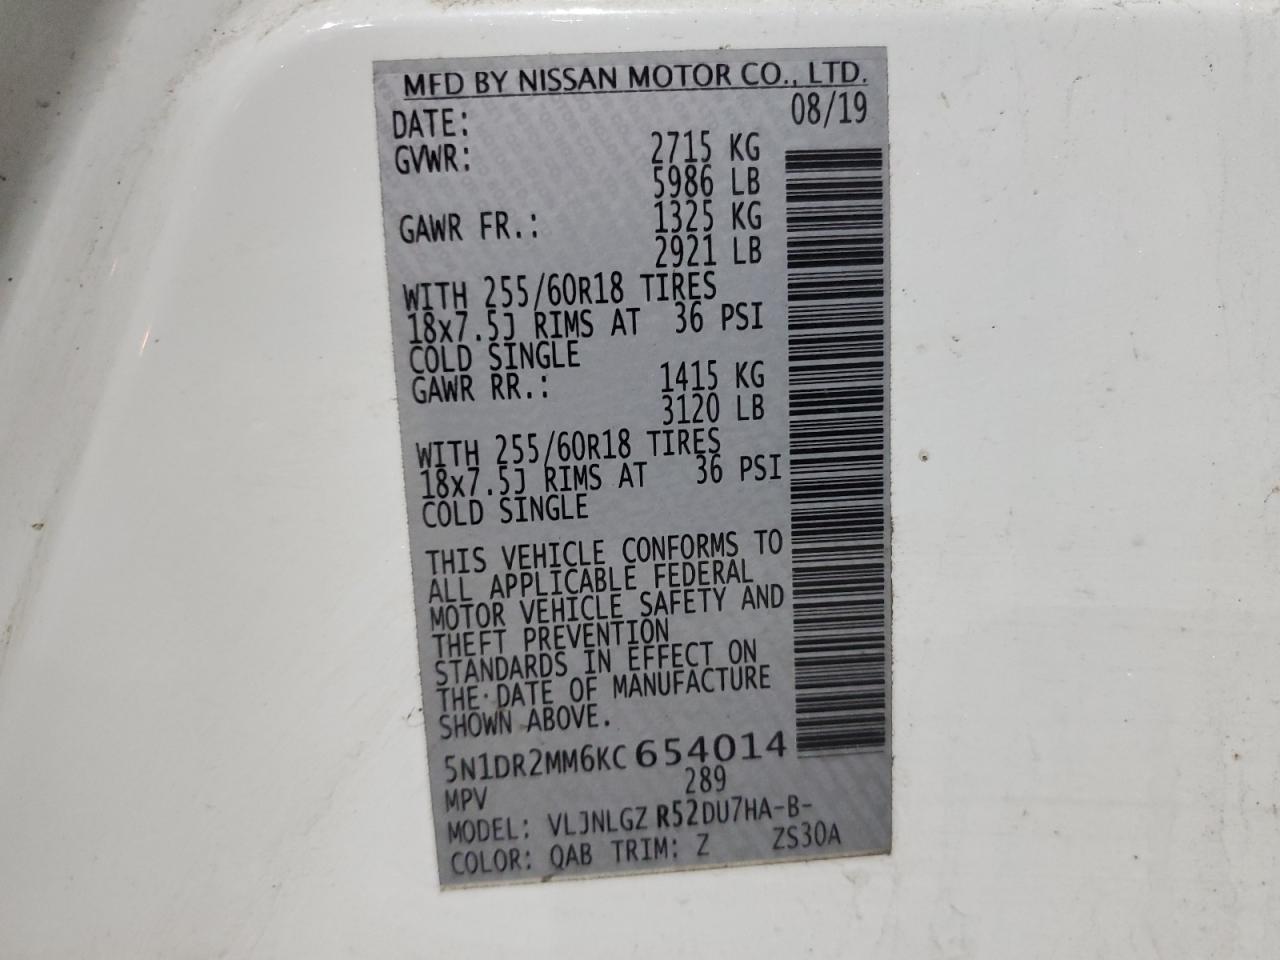 MFD BY NISSAN MOTOR CO., LTD.
DATE: 08/19
GVWR: 2715 KG
5986 LB
GAWR FR.: 1325 KG
2921 LB
WITH 255/60R18 TIRES
18x7.5J RIMS AT 36 PSI
COLD SINGLE
GAWR RR.: 1415 KG
3120 LB
WITH 255/60R18 TIRES
18x7.5J RIMS AT 36 PSI
COLD SINGLE
THIS VEHICLE CONFORMS TO
ALL APPLICABLE FEDERAL
MOTOR VEHICLE SAFETY AND
THEFT PREVENTION
STANDARDS IN EFFECT ON
THE DATE OF MANUFACTURE
SHOWN ABOVE.
5N1DR2MM6KC654014
MPV 289
MODEL: VLJNLGZ R52DU7HA-B-
COLOR: QAB TRIM: Z ZS30A